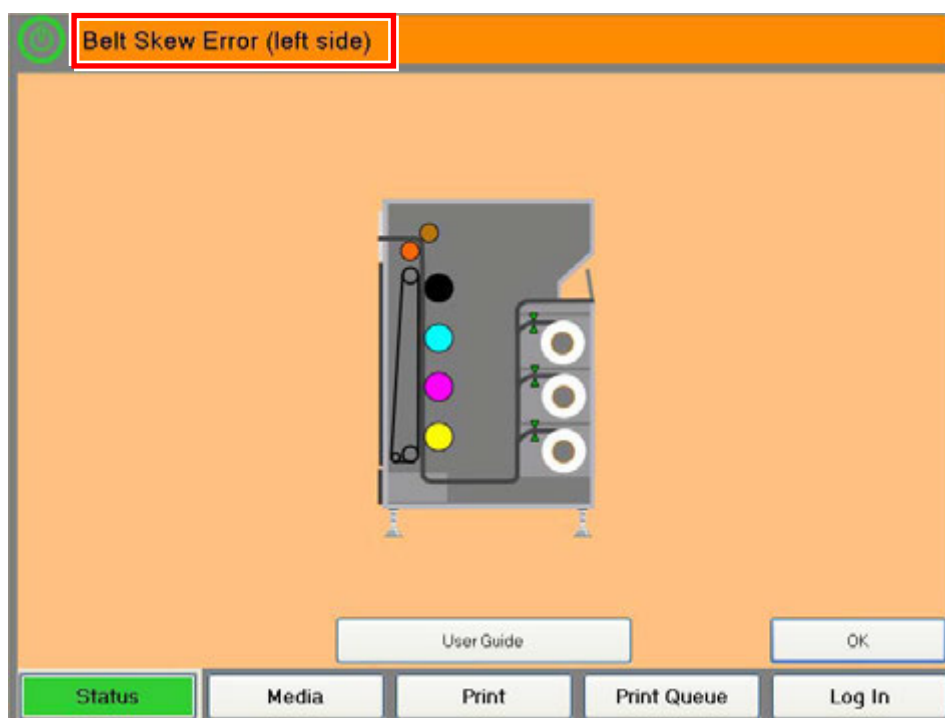 Belt Skew Error (left side)
User Guide
OK
Status
Media
Print
Print Queue
Log In